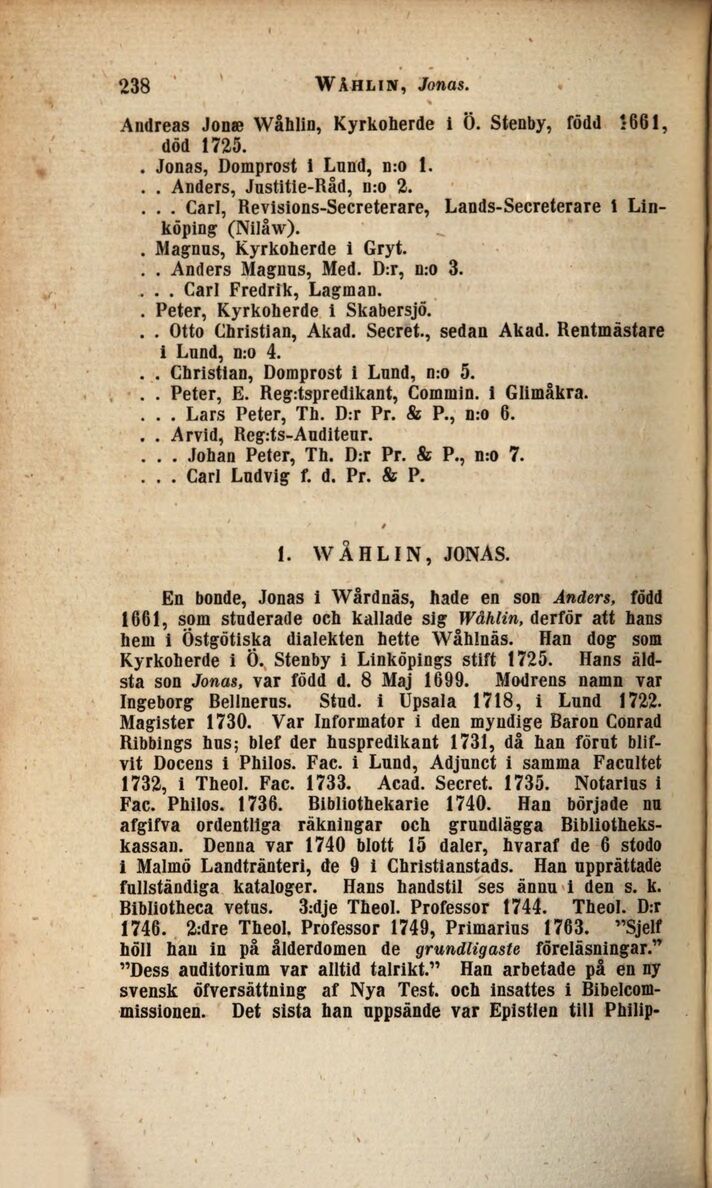 238 WÅHLIN, Jonas.
Andreas Jonæ Wåhlin, Kyrkoherde i Ö. Stenby, född 1661,
död 1725.
. Jonas, Domprost i Lund, n:o 1.
. . Anders, Justitie-Råd, n:o 2.
. . . Carl, Revisions-Secreterare, Lands-Secreterare i Lin-
köping (Nilåw).
. Magnus, Kyrkoherde i Gryt.
. . Anders Magnus, Med. D:r, n:o 3.
. . . Carl Fredrik, Lagman.
. Peter, Kyrkoherde i Skabersjö.
. . Otto Christian, Akad. Secret., sedan Akad. Rentmästare
i Lund, n:o 4.
. . Christian, Domprost i Lund, n:o 5.
. . Peter, E. Reg:tspredikant, Commin. i Glimåkra.
. . . Lars Peter, Th. D:r Pr. & P., n:o 6.
. . Arvid, Reg:ts-Auditeur.
. . . Johan Peter, Th. D:r Pr. & P., n:o 7.
. . . Carl Ludvig f. d. Pr. & P.
1. WÅHLIN, JONAS.
En bonde, Jonas i Wårdnäs, hade en son Anders, född
1661, som studerade och kallade sig Wåhlin, derför att hans
hem i Östgötiska dialekten hette Wåhlnäs. Han dog som
Kyrkoherde i Ö. Stenby i Linköpings stift 1725. Hans äld-
sta son Jonas, var född d. 8 Maj 1699. Modrens namn var
Ingeborg Bellnerus. Stud. i Upsala 1718, i Lund 1722.
Magister 1730. Var Informator i den myndige Baron Conrad
Ribbings hus; blef der huspredikant 1731, då han förut blif-
vit Docens i Philos. Fac. i Lund, Adjunct i samma Facultet
1732, i Theol. Fac. 1733. Acad. Secret. 1735. Notarius i
Fac. Philos. 1736. Bibliothekarie 1740. Han började nu
afgifva ordentliga räkningar och grundlägga Biblioteks-
kassan. Denna var 1740 blott 15 daler, hvaraf de 6 stodo
i Malmö Landtränteri, de 9 i Christianstads. Han upprättade
fullständiga kataloger. Hans handstil ses ännu i den s. k.
Bibliotheca vetus. 3:dje Theol. Professor 1744. Theol. D:r
1746. 2:dre Theol. Professor 1749, Primarius 1763. ”Sjelf
höll han in på ålderdomen de grundligaste föreläsningar.”
”Dess auditorium var alltid talrikt.” Han arbetade på en ny
svensk öfversättning af Nya Test. och insattes i Bibelcom-
missionen. Det sista han uppsände var Epistlen till Philip-